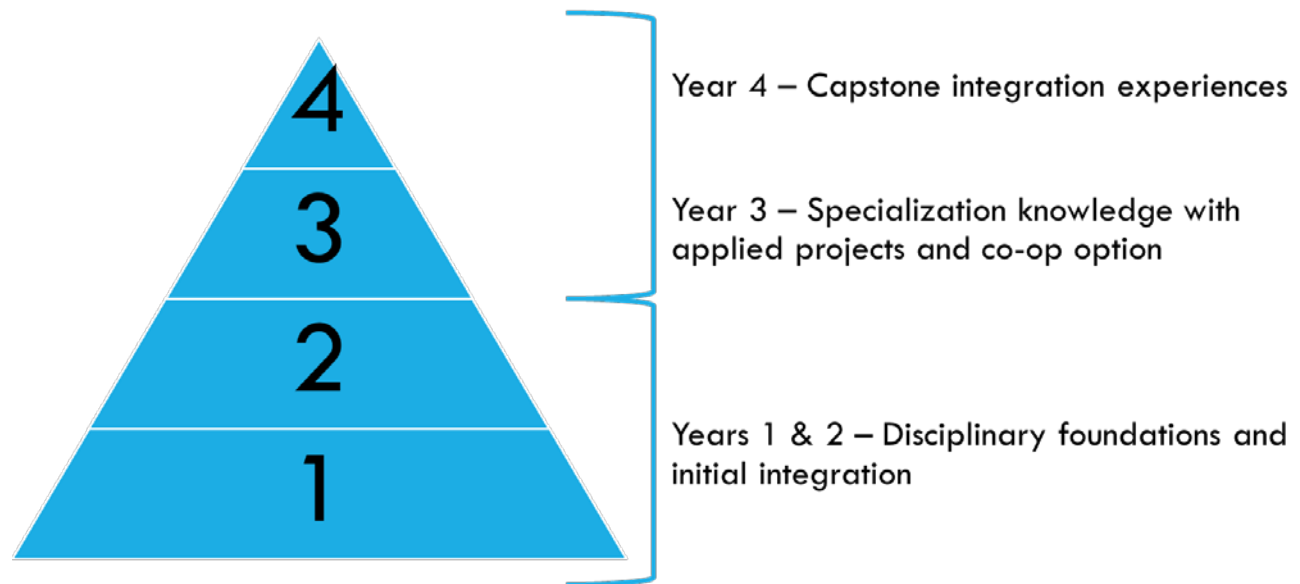 4
Year 4 – Capstone integration experiences
3
Year 3 – Specialization knowledge with
applied projects and co-op option
2
1
Years 1 & 2 – Disciplinary foundations and
initial integration